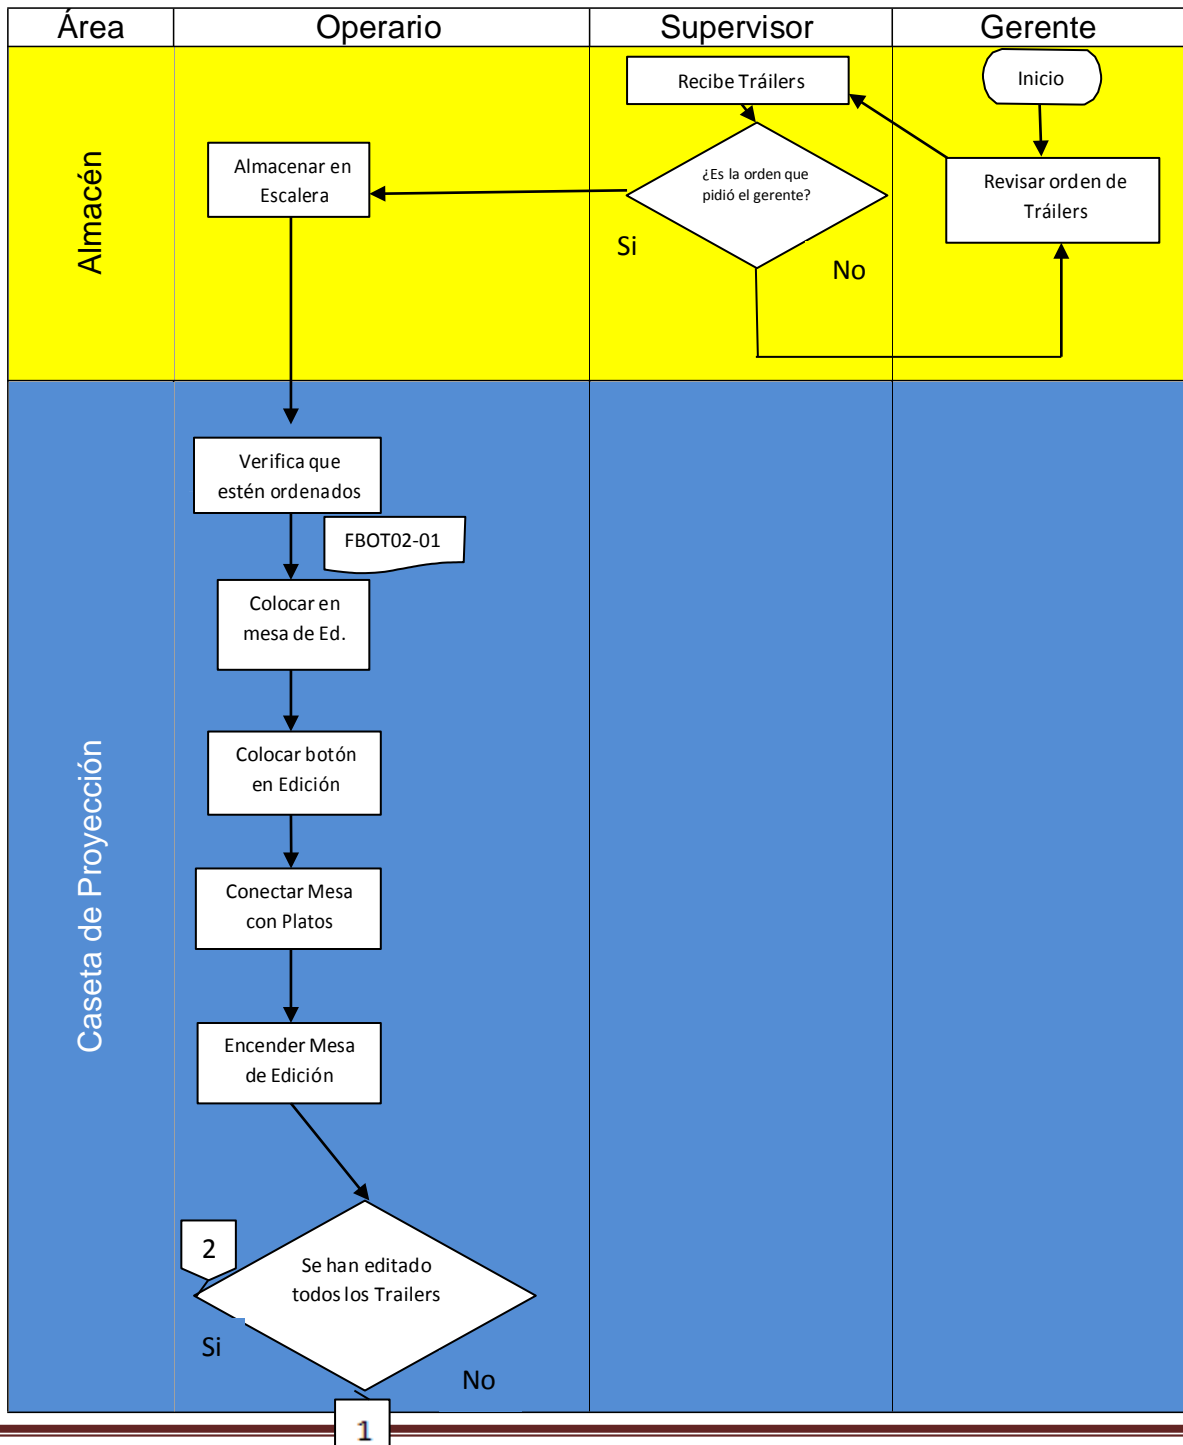 Área
Operario
Supervisor
Gerente
Almacén
Inicio
Revisar orden de
Tráilers
Recibe Tráilers
¿Es la orden que
pidió el gerente?
Si
No
Almacenar en
Escalera
Caseta de Proyección
Verifica que
estén ordenados
FBOT02-01
Colocar en
mesa de Ed.
Colocar botón
en Edición
Conectar Mesa
con Platos
Encender Mesa
de Edición
2
Se han editado
todos los Trailers
Si
No
1